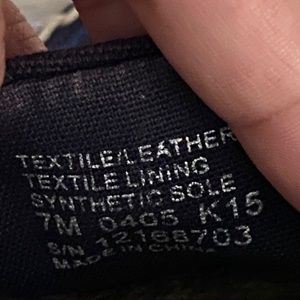 TEXTILE/LEATHER
TEXTILE LINING
SYNTHETIC SOLE
7M 0405 K15
S/N 12168703
MADE IN CHINA